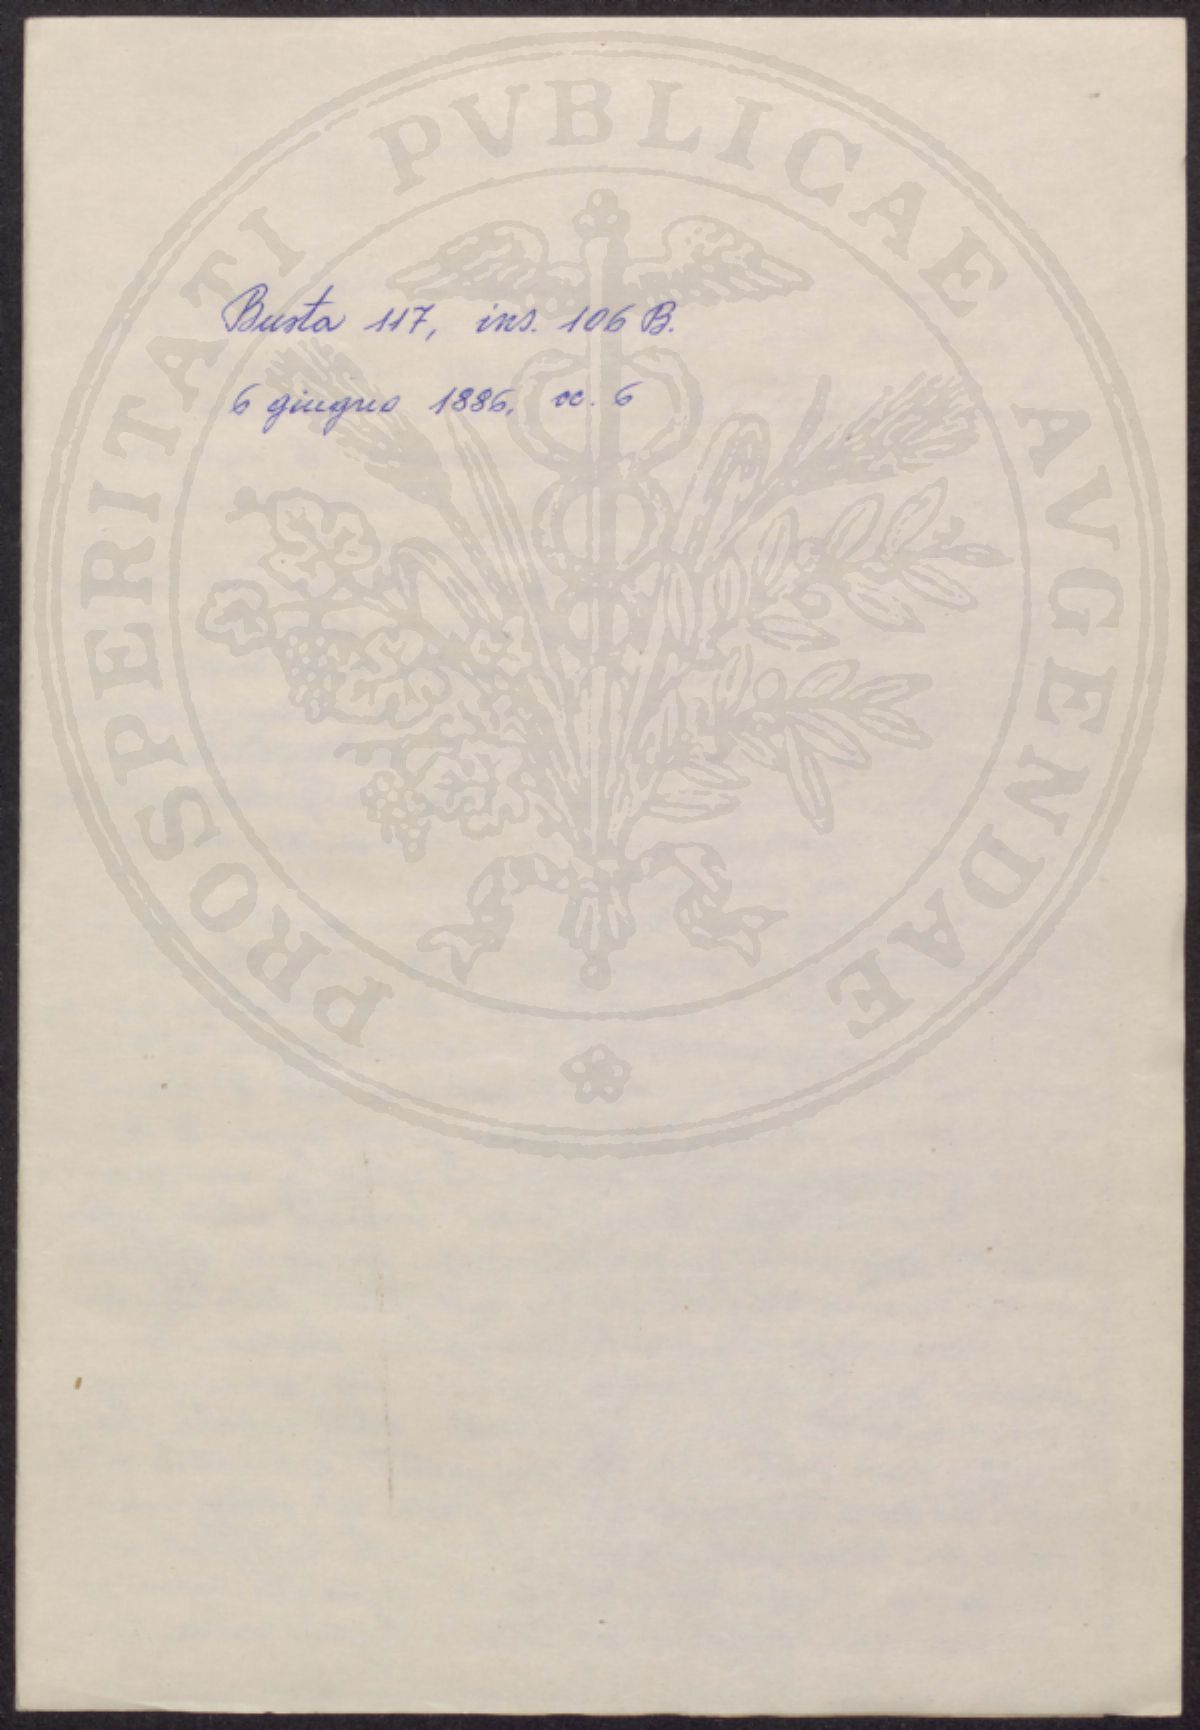 PROSPERITATI PVBLICAE AVGENDAE
Busta 117, ins. 106 B.
6 giugno 1886, cc. 6